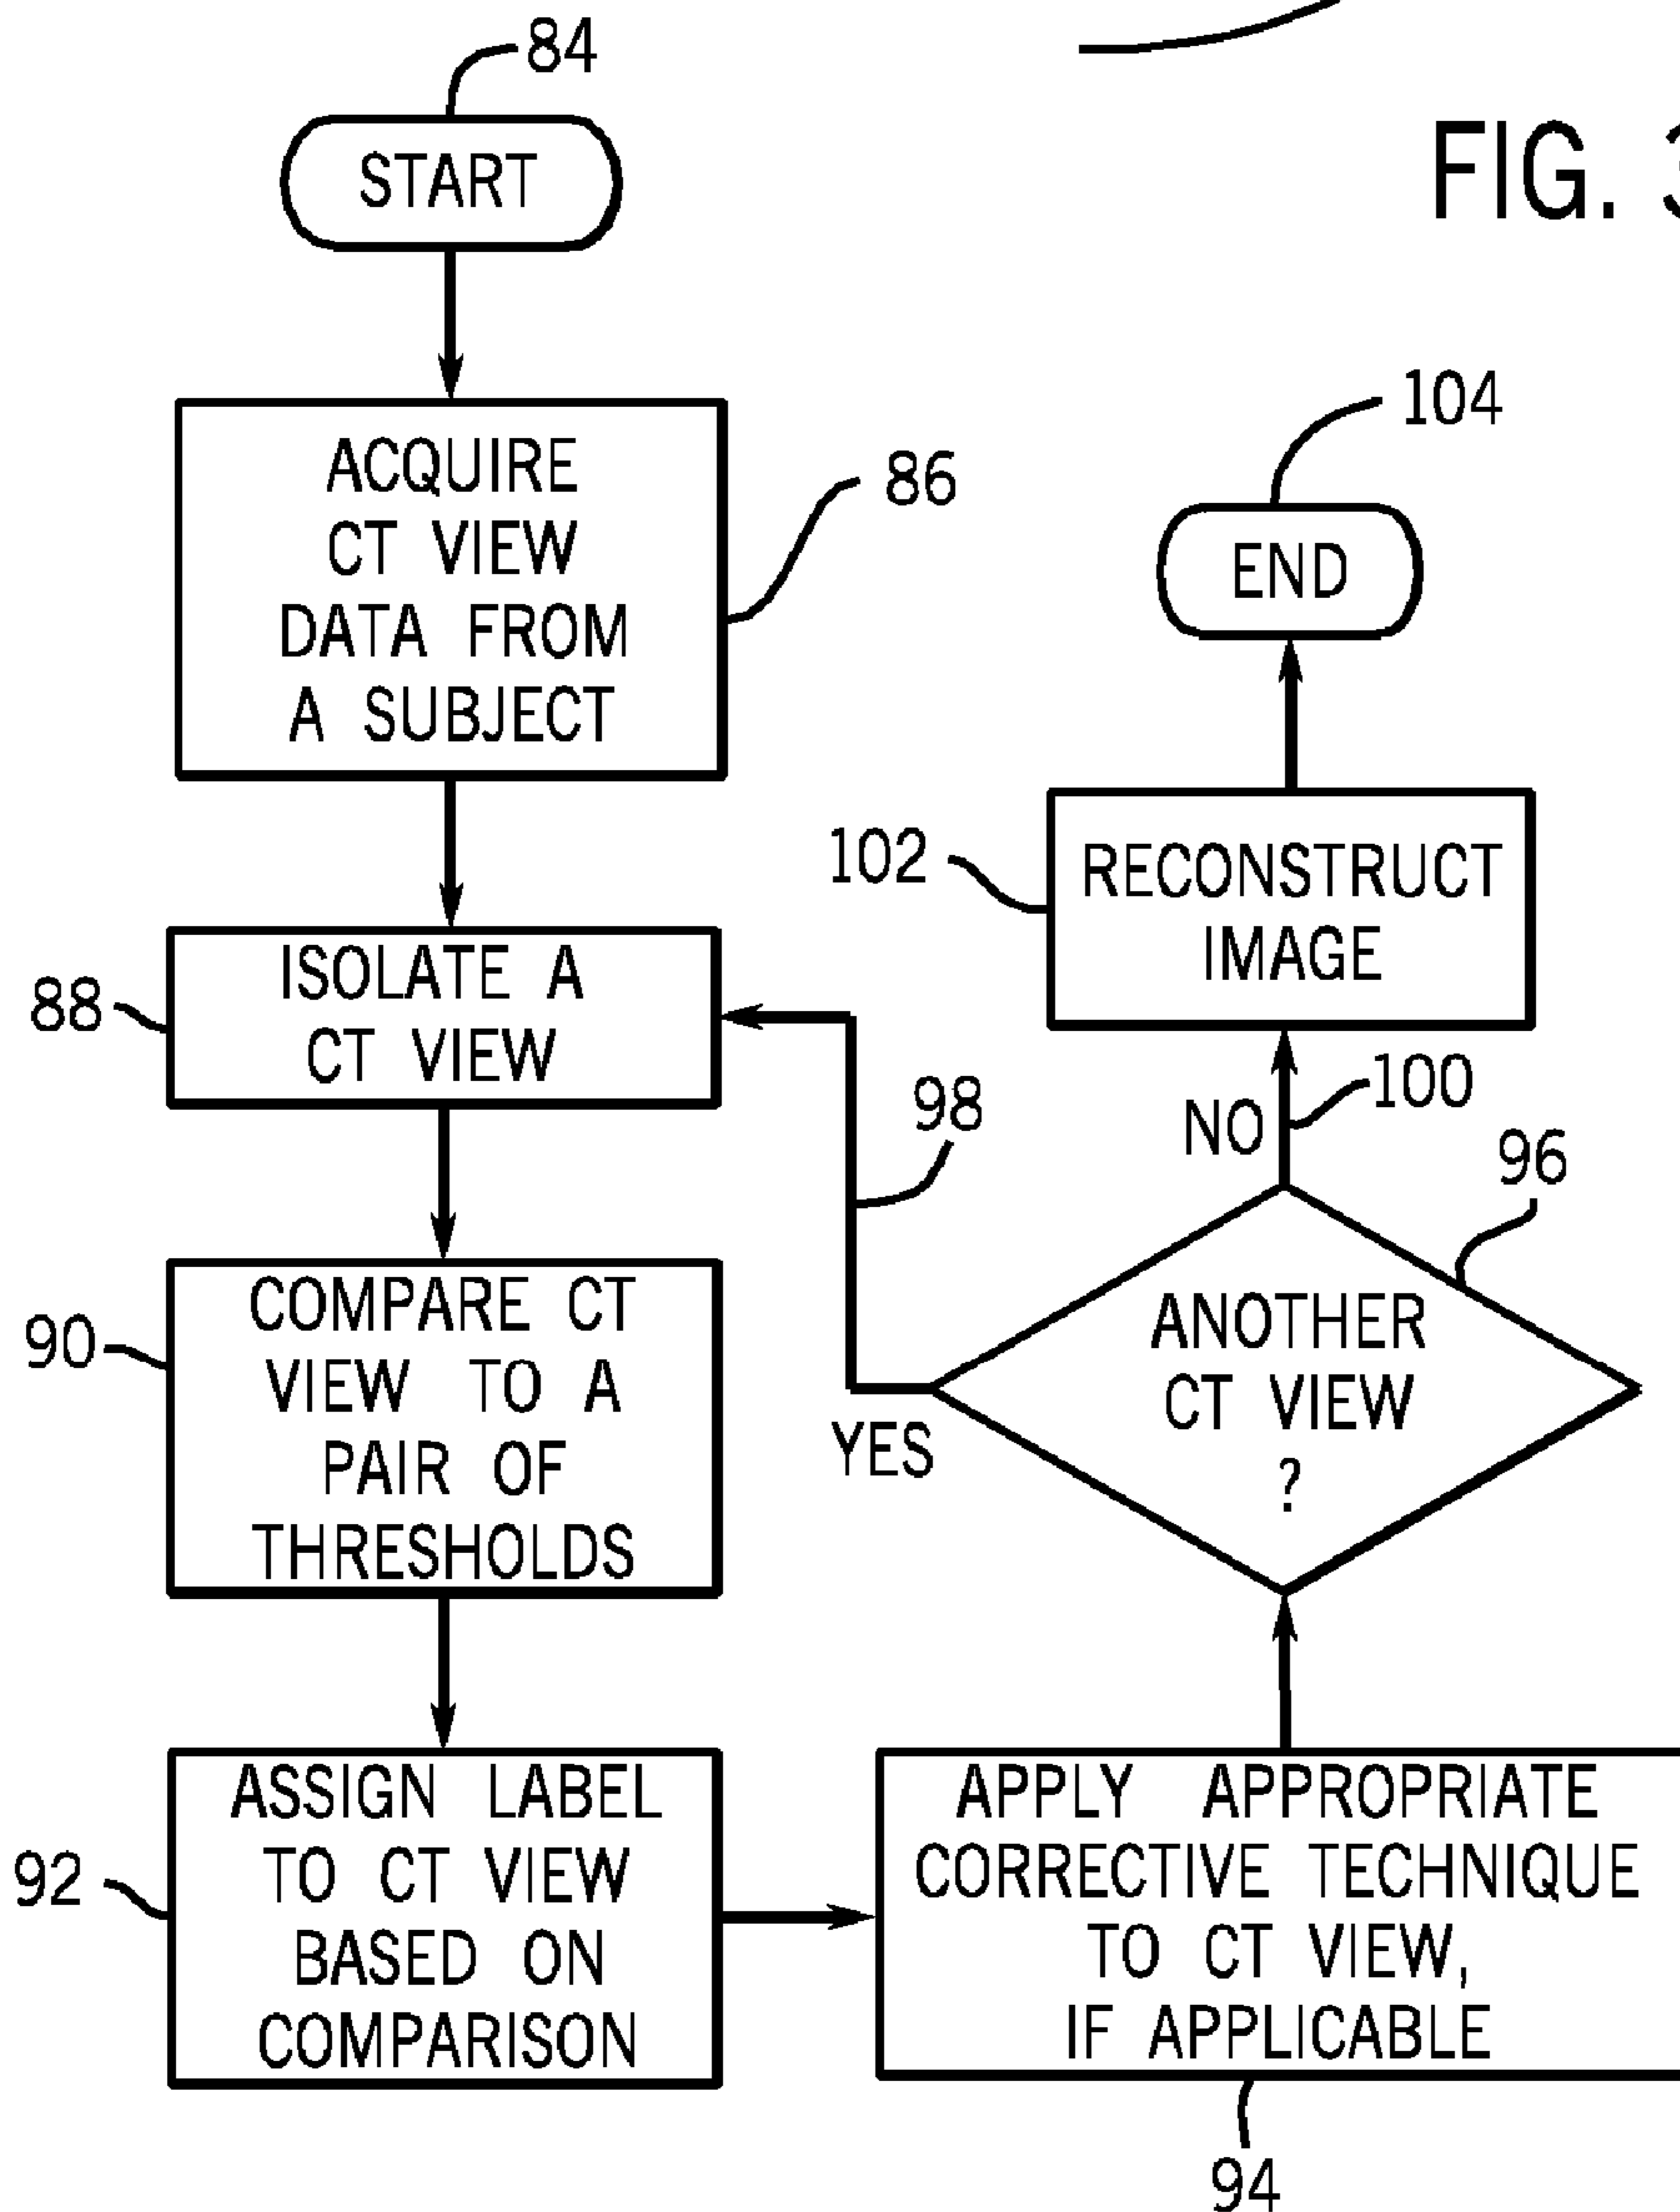 84
START
FIG. 3
ACQUIRE
CT VIEW
DATA FROM
A SUBJECT
86
ISOLATE A
CT VIEW
88
COMPARE CT
VIEW TO A
PAIR OF
THRESHOLDS
90
ASSIGN LABEL
TO CT VIEW
BASED ON
COMPARISON
92
APPLY APPROPRIATE
CORRECTIVE TECHNIQUE
TO CT VIEW,
IF APPLICABLE
94
ANOTHER
CT VIEW
?
96
YES
98
NO
100
RECONSTRUCT
IMAGE
102
END
104